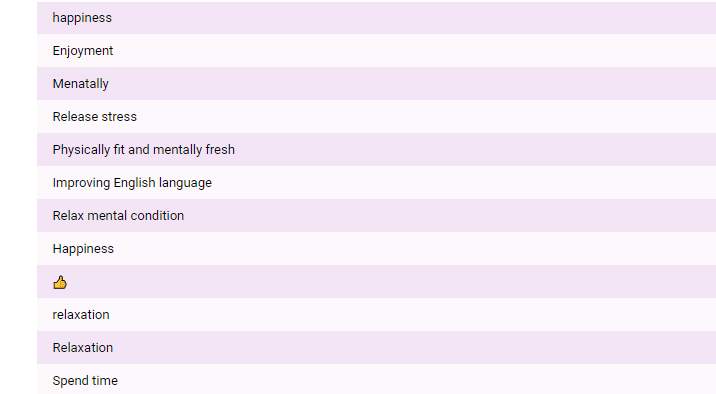 happiness
Enjoyment
Menatally
Release stress
Physically fit and mentally fresh
Improving English language
Relax mental condition
Happiness
👍
relaxation
Relaxation
Spend time